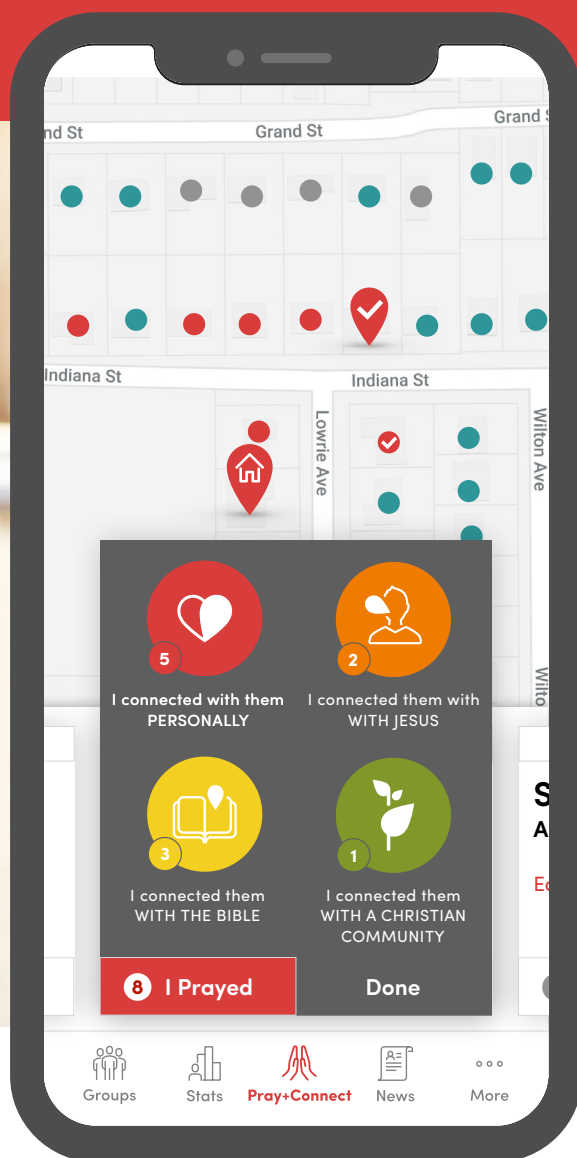 nd St
Grand St
Grand S
Indiana St
Indiana St
Lowrie Ave
Wilton Ave
Wilto
5
I connected with them
PERSONALLY
2
I connected them with
WITH JESUS
3
I connected them
WITH THE BIBLE
1
I connected them
WITH A CHRISTIAN
COMMUNITY
S
A
8 I Prayed
Done
Groups
Stats
Pray+Connect
News
More